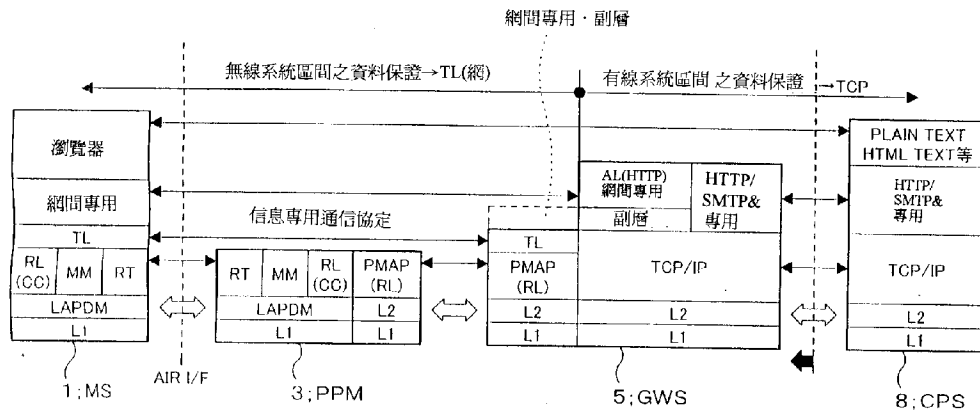 網間專用・副層
無線系統區間之資料保證→TL(網)
有線系統區間 之資料保證
→TCP
瀏覽器
網間專用
TL
RL
(CC)
MM
RT
LAPDM
L1
信息專用通信協定
RT
MM
RL
(CC)
PMAP
(RL)
LAPDM
L2
L1
L1
TL
PMAP
(RL)
L2
L1
AL(HTTP)
網間專用
副層
HTTP/
SMTP&
專用
TCP/IP
L2
L1
PLAIN TEXT
HTML TEXT等
HTTP/
SMTP&
專用
TCP/IP
L2
L1
1;MS
AIR I/F
3;PPM
5;GWS
8;CPS